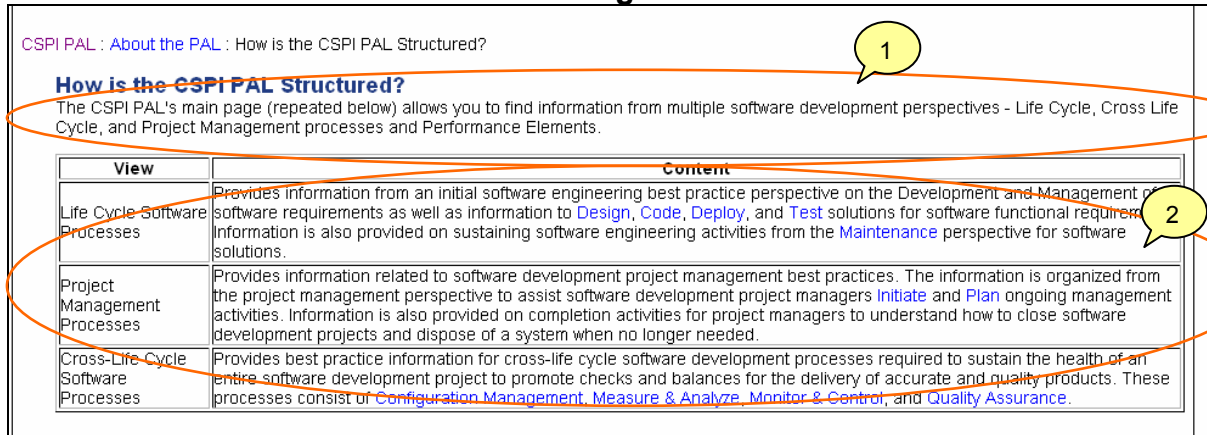 CSPI PAL : About the PAL : How is the CSPI PAL Structured?
1
How is the CSPI PAL Structured?
The CSPI PAL's main page (repeated below) allows you to find information from multiple software development perspectives - Life Cycle, Cross Life
Cycle, and Project Management processes and Performance Elements.
View Content
Life Cycle Software
Processes
Provides information from an initial software engineering best practice perspective on the Development and Management of
software requirements as well as information to Design, Code, Deploy, and Test solutions for software functional
Information is also provided on sustaining software engineering activities from the Maintenance perspective for software
solutions.
2
Project
Management
Processes
Provides information related to software development project management best practices. The information is organized from
the project management perspective to assist software development project managers Initiate and Plan ongoing management
activities. Information is also provided on completion activities for project managers to understand how to close software
development projects and dispose of a system when no longer needed.
Cross-Life Cycle
Software
Processes
Provides best practice information for cross-life cycle software development processes required to sustain the health of an
entire software development project to promote checks and balances for the delivery of accurate and quality products. These
processes consist of Configuration Management, Measure & Analyze, Monitor & Control, and Quality Assurance.